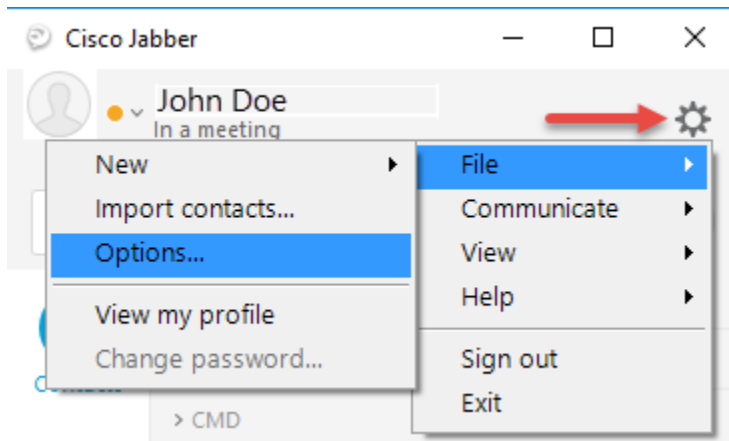 Cisco Jabber
John Doe
In a meeting
New
Import contacts...
Options...
View my profile
Change password...
File
Communicate
View
Help
Sign out
Exit
> CMD